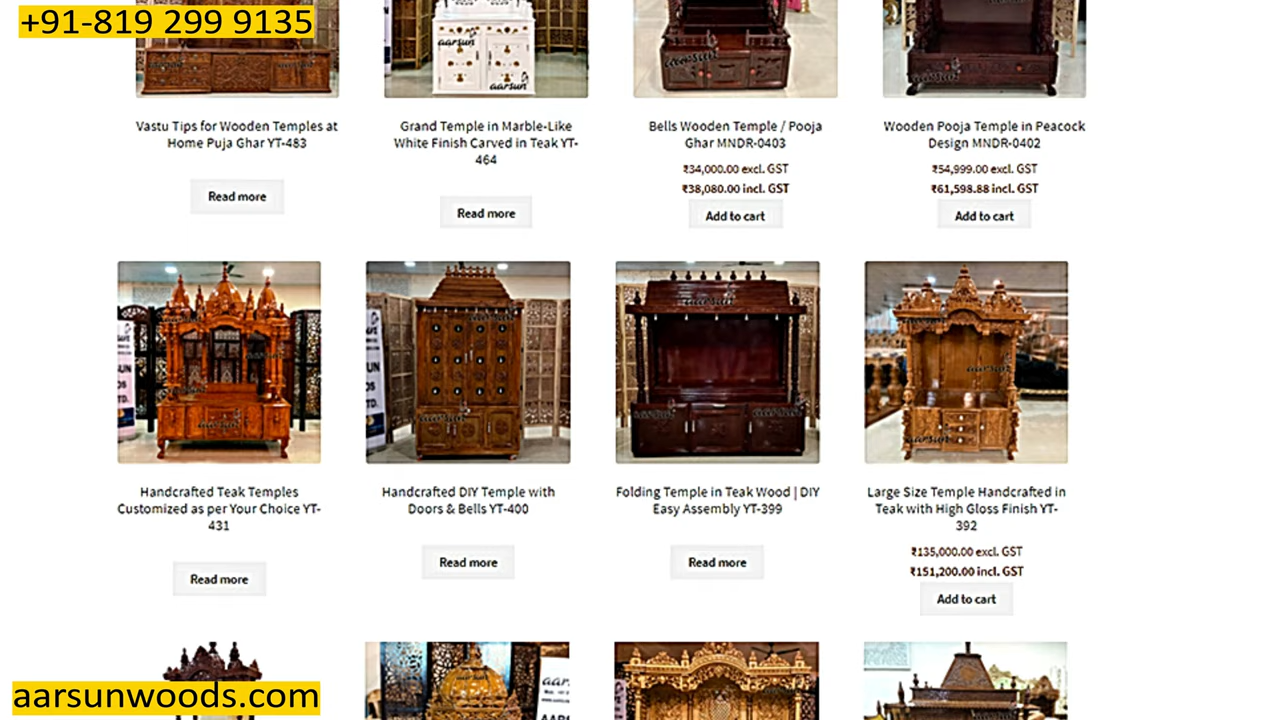 +91-819 299 9135
aarsun
aarsun
Vastu Tips for Wooden Temples at
Home Puja Ghar YT-483
Read more
Grand Temple in Marble-Like
White Finish Carved in Teak YT-
464
Read more
Bells Wooden Temple / Pooja
Ghar MNDR-0403
₹34,000.00 excl. GST
₹38,080.00 incl. GST
Add to cart
Wooden Pooja Temple in Peacock
Design MNDR-0402
₹54,999.00 excl. GST
₹61,598.88 incl. GST
Add to cart
Handcrafted Teak Temples
Customized as per Your Choice YT-
431
Read more
Handcrafted DIY Temple with
Doors & Bells YT-400
Read more
Folding Temple in Teak Wood | DIY
Easy Assembly YT-399
Read more
Large Size Temple Handcrafted in
Teak with High Gloss Finish YT-
392
₹135,000.00 excl. GST
₹151,200.00 incl. GST
Add to cart
aarsunwoods.com